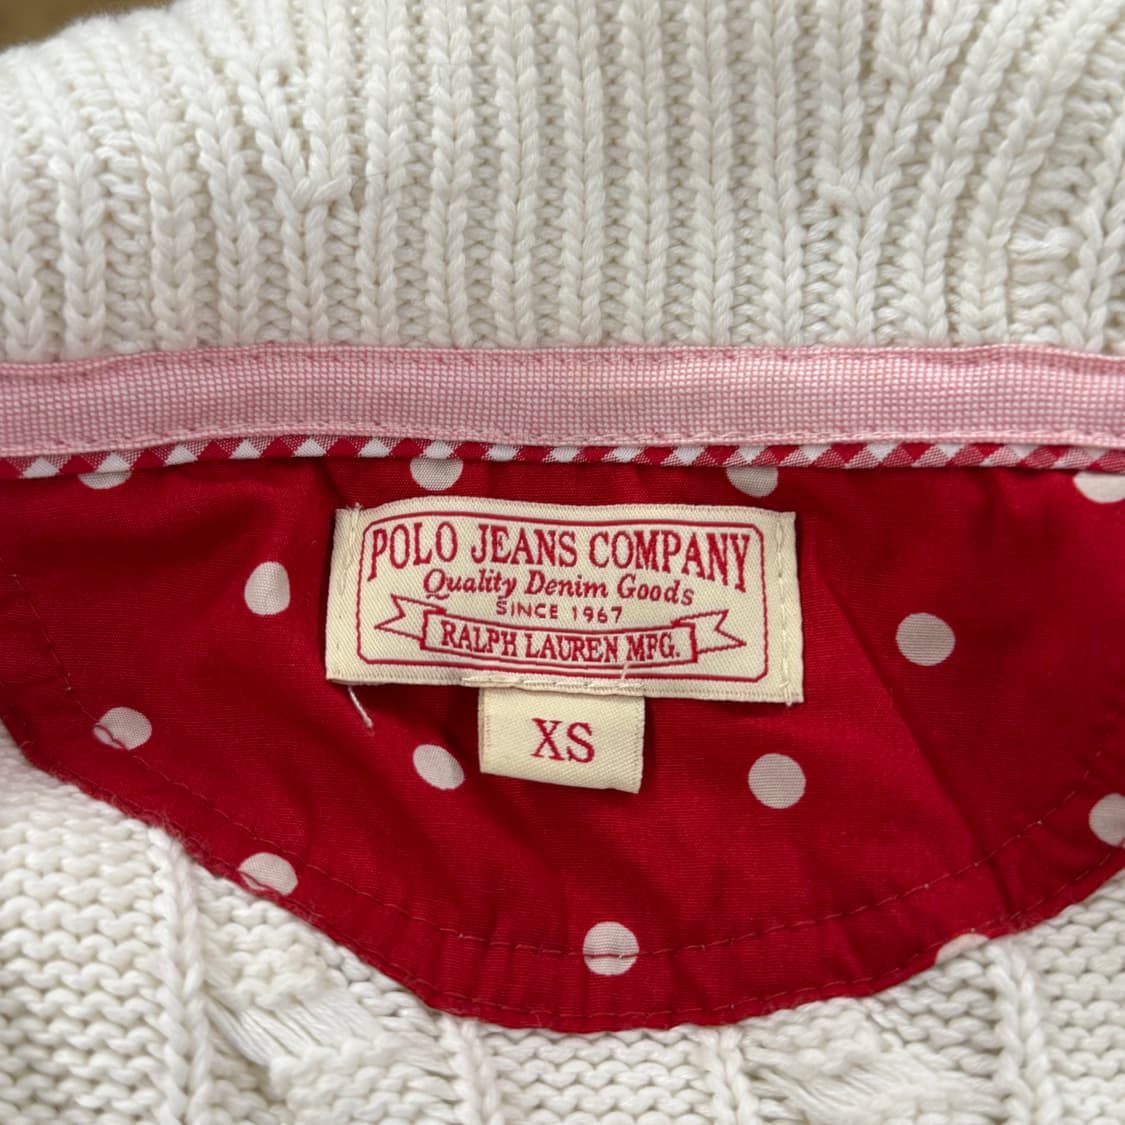 POLO JEANS COMPANY
Quality Denim Goods
SINCE 1967
RALPH LAUREN MFG.
XS